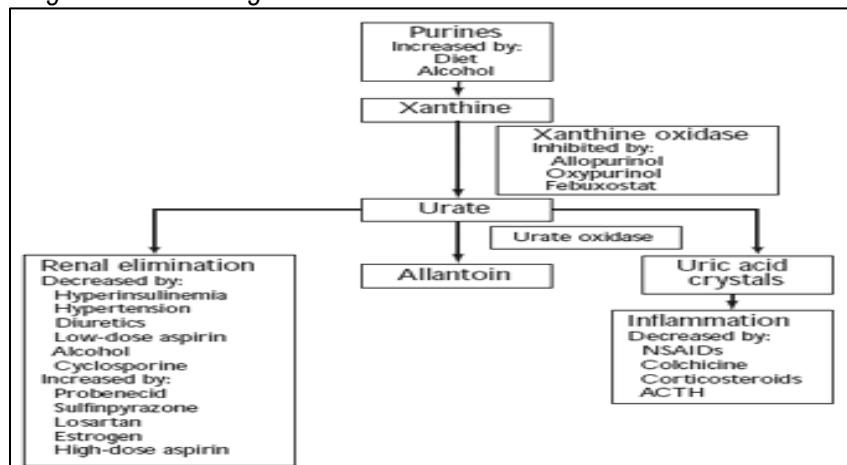 Purines
Increased by:
Diet
Alcohol
Xanthine
Xanthine oxidase
Inhibited by:
Allopurinol
Oxypurinol
Febuxostat
Urate
Urate oxidase
Renal elimination
Decreased by:
Hyperinsulinemia
Hypertension
Diuretics
Low-dose aspirin
Alcohol
Cyclosporine
Increased by:
Probenecid
Sulfinpyrazone
Losartan
Estrogen
High-dose aspirin
Allantoin
Uric acid
crystals
Inflammation
Decreased by:
NSAIDs
Colchicine
Corticosteroids
ACTH